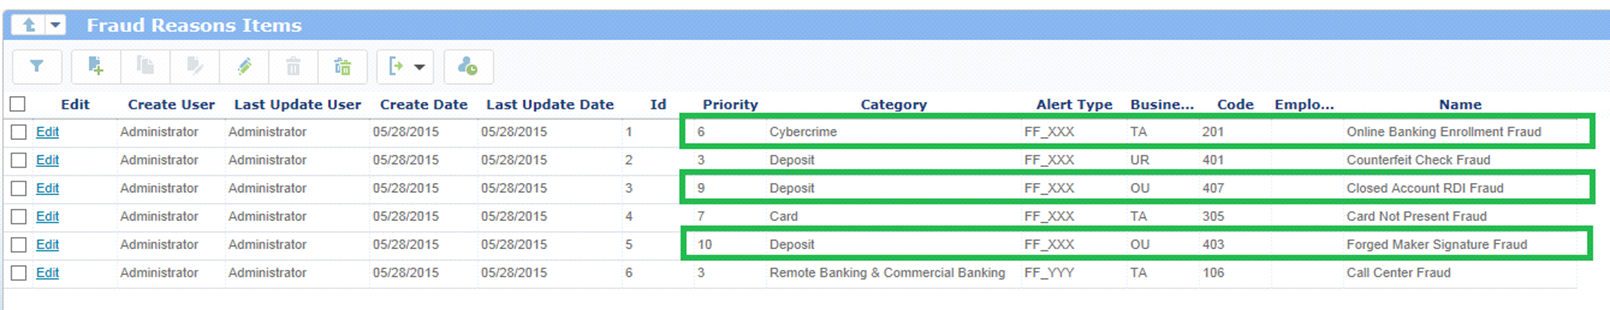 Fraud Reasons Items
Edit Create User Last Update User Create Date Last Update Date Id Priority Category Alert Type Busine... Code Emplo... Name
Edit Administrator Administrator 05/28/2015 05/28/2015 1 6 Cybercrime FF_XXX TA 201 Online Banking Enrollment Fraud
Edit Administrator Administrator 05/28/2015 05/28/2015 2 3 Deposit FF_XXX UR 401 Counterfeit Check Fraud
Edit Administrator Administrator 05/28/2015 05/28/2015 3 9 Deposit FF_XXX OU 407 Closed Account RDI Fraud
Edit Administrator Administrator 05/28/2015 05/28/2015 4 7 Card FF_XXX TA 305 Card Not Present Fraud
Edit Administrator Administrator 05/28/2015 05/28/2015 5 10 Deposit FF_XXX OU 403 Forged Maker Signature Fraud
Edit Administrator Administrator 05/28/2015 05/28/2015 6 3 Remote Banking & Commercial Banking FF_YYY TA 106 Call Center Fraud